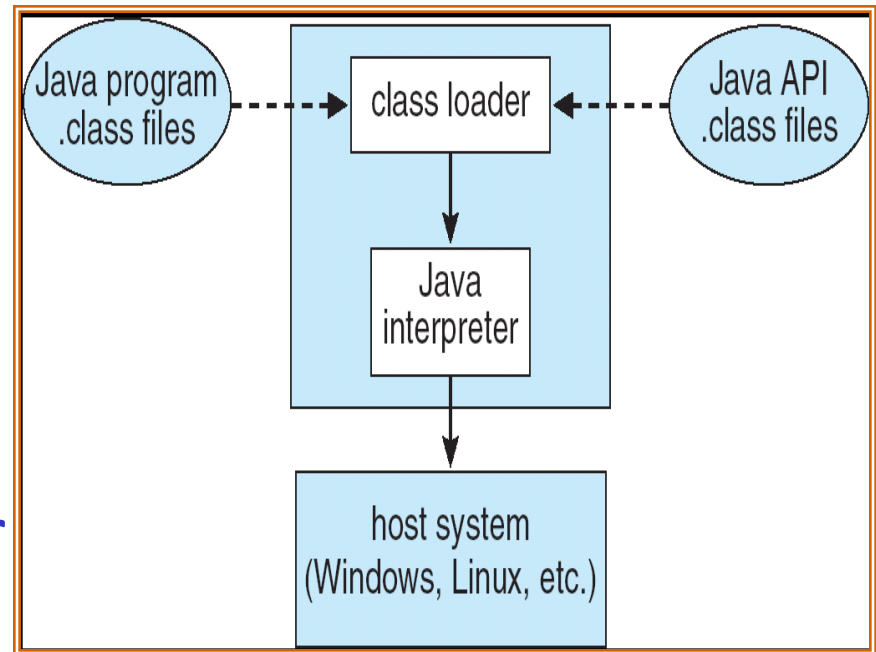 Java program
.class files
class loader
Java API
.class files
Java
interpreter
host system
(Windows, Linux, etc.)